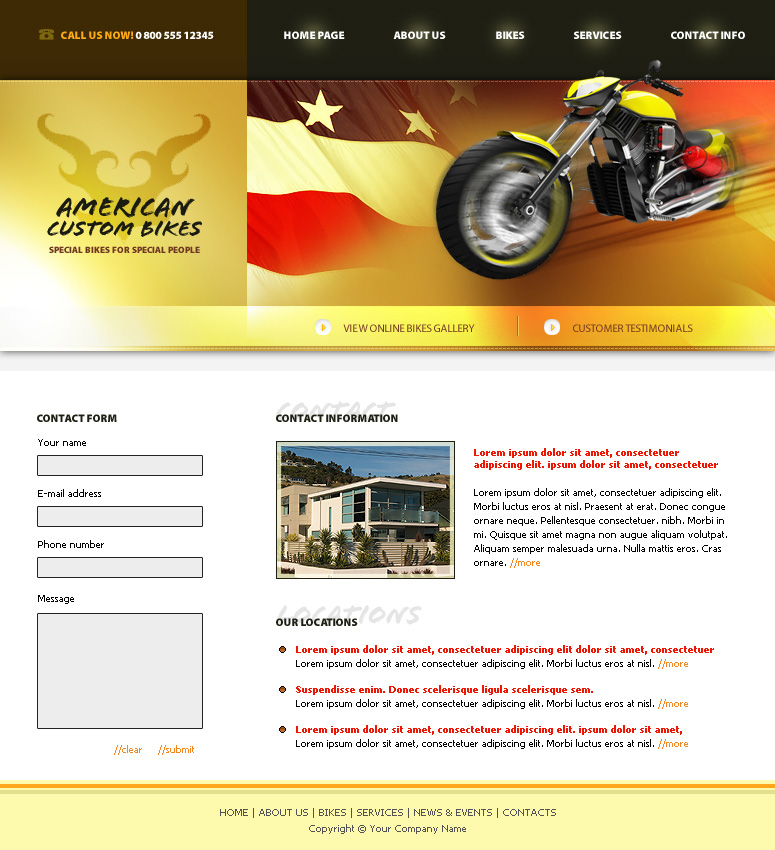 CALL US NOW! 0 800 555 12345
HOME PAGE
ABOUT US
BIKES
SERVICES
CONTACT INFO
AMERICAN
CUSTOM BIKES
SPECIAL BIKES FOR SPECIAL PEOPLE
VIEW ONLINE BIKES GALLERY
CUSTOMER TESTIMONIALS
CONTACT FORM
Your name
E-mail address
Phone number
Message
//clear
//submit
CONTACT
CONTACT INFORMATION
Lorem ipsum dolor sit amet, consectetuer
adipiscing elit. ipsum dolor sit amet, consectetuer
Lorem ipsum dolor sit amet, consectetuer adipiscing elit.
Morbi luctus eros at nisl. Praesent at erat. Donec congue
ornare neque. Pellentesque consectetuer. nibh. Morbi in
mi. Quisque sit amet magna non augue aliquam volutpat.
Aliquam semper malesuada urna. Nulla mattis eros. Cras
ornare. //more
LOCATIONS
OUR LOCATIONS
Lorem ipsum dolor sit amet, consectetuer adipiscing elit dolor sit amet, consectetuer
Lorem ipsum dolor sit amet, consectetuer adipiscing elit. Morbi luctus eros at nisl. //more
Suspendisse enim. Donec scelerisque ligula scelerisque sem.
Lorem ipsum dolor sit amet, consectetuer adipiscing elit. Morbi luctus eros at nisl. //more
Lorem ipsum dolor sit amet, consectetuer adipiscing elit. ipsum dolor sit amet,
Lorem ipsum dolor sit amet, consectetuer adipiscing elit. Morbi luctus eros at nisl. //more
HOME | ABOUT US | BIKES | SERVICES | NEWS & EVENTS | CONTACTS
Copyright © Your Company Name